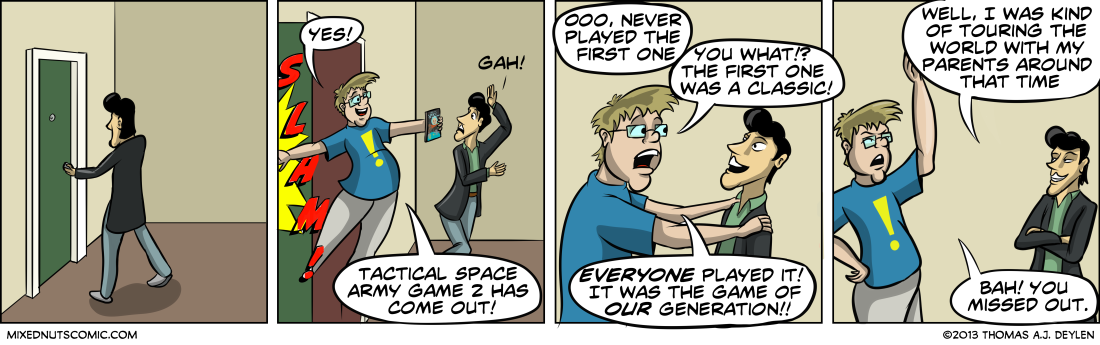 YES!
SLAM!
GAH!
TACTICAL SPACE
ARMY GAME 2 HAS
COME OUT!
OOO, NEVER
PLAYED THE
FIRST ONE
YOU WHAT!?
THE FIRST ONE
WAS A CLASSIC!
EVERYONE PLAYED IT!
IT WAS THE GAME OF
OUR GENERATION!!
WELL, I WAS KIND
OF TOURING THE
WORLD WITH MY
PARENTS AROUND
THAT TIME
BAH! YOU
MISSED OUT.
MIXEDNUTSCOMIC.COM
©2013 THOMAS A.J. DEYLEN